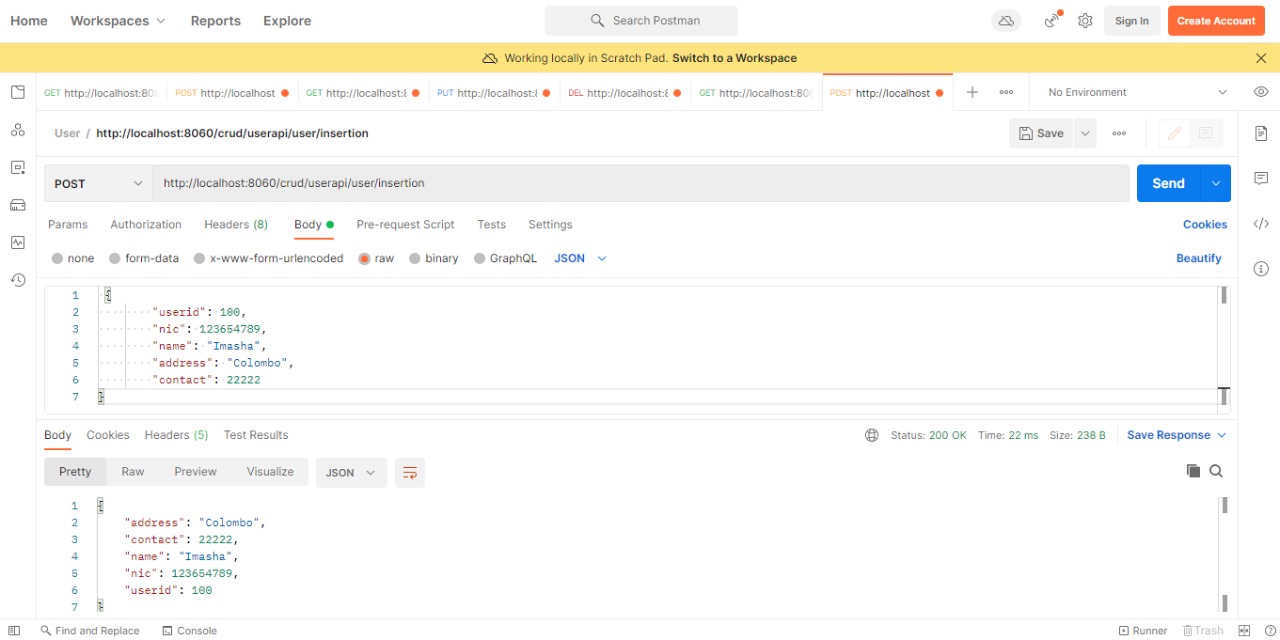 Home Workspaces Reports Explore Search Postman Sign In Create Account
Working locally in Scratch Pad. Switch to a Workspace
GET http://localhost:80 POST http://localhost GET http://localhost: PUT http://localhost: DEL http://localhost: GET http://localhost:80 POST http://localhost No Environment
User / http://localhost:8060/crud/userapi/user/insertion Save
POST http://localhost:8060/crud/userapi/user/insertion Send
Params Authorization Headers (8) Body Pre-request Script Tests Settings Cookies
none form-data x-www-form-urlencoded raw binary GraphQL JSON Beautify
1 {
2 "userid": 100,
3 "nic": 123654789,
4 "name": "Imasha",
5 "address": "Colombo",
6 "contact": 22222
7 }
Body Cookies Headers (5) Test Results Status: 200 OK Time: 22 ms Size: 238 B Save Response
Pretty Raw Preview Visualize JSON
1 {
2 "address": "Colombo",
3 "contact": 22222,
4 "name": "Imasha",
5 "nic": 123654789,
6 "userid": 100
7 }
Find and Replace Console Runner Trash